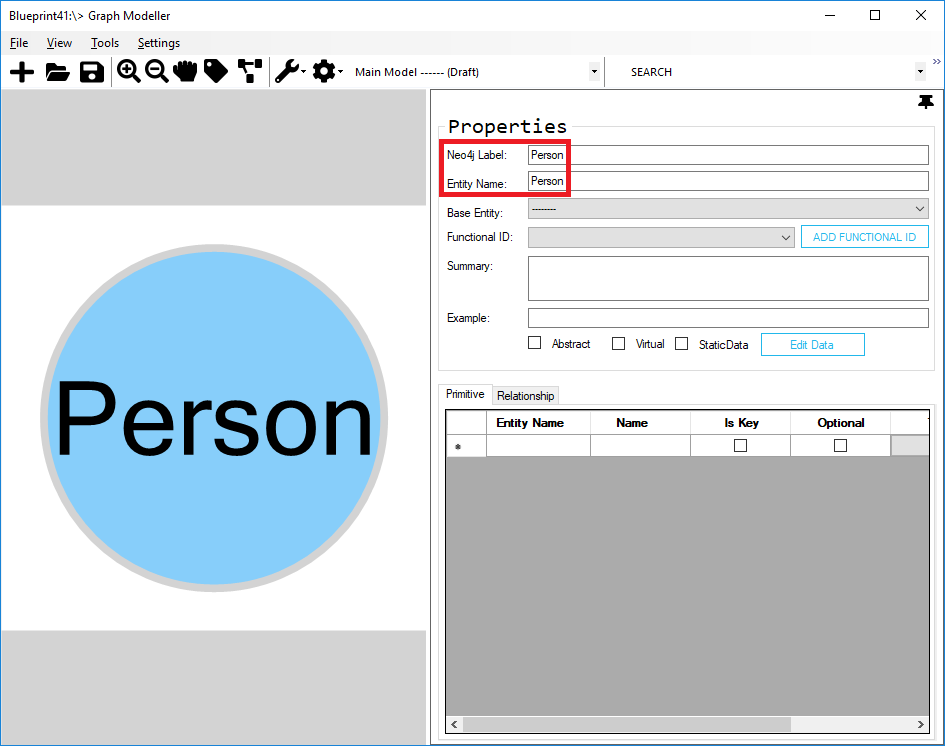 Blueprint41:\> Graph Modeller
File View Tools Settings
Main Model ------ (Draft) SEARCH
Properties
Neo4j Label: Person
Entity Name: Person
Base Entity: --------
Functional ID: ADD FUNCTIONAL ID
Summary:
Example:
Abstract Virtual StaticData Edit Data
Person
Primitive Relationship
Entity Name Name Is Key Optional